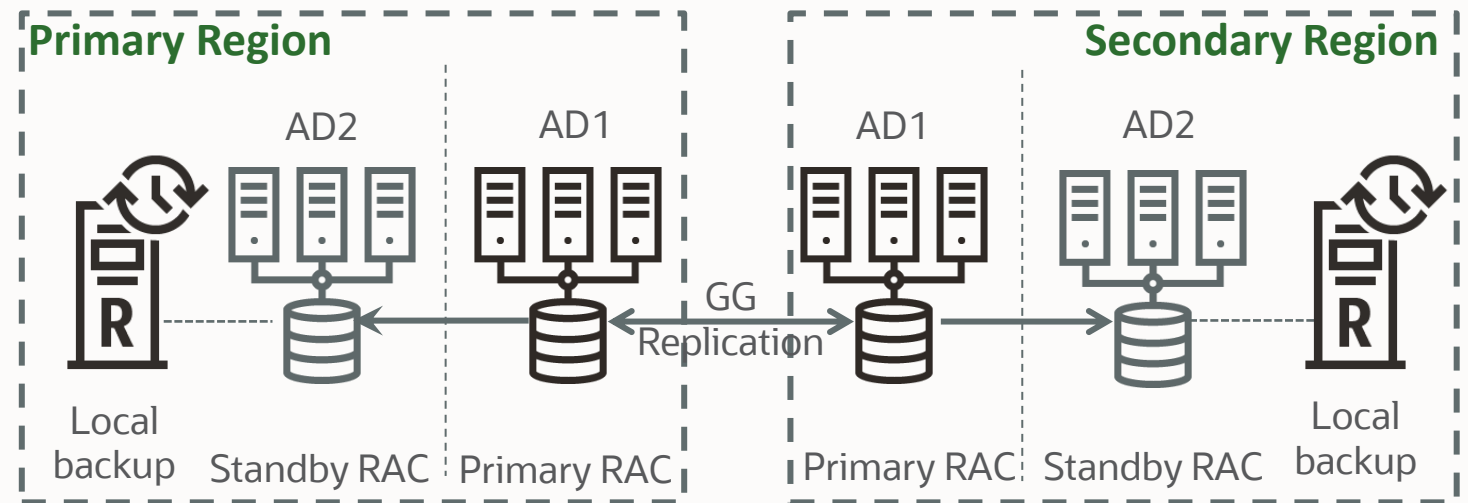 Primary Region
Secondary Region
AD2
AD1
AD1
AD2
GG
Replication
R
R
Local
backup
Standby RAC
Primary RAC
Primary RAC
Standby RAC
Local
backup